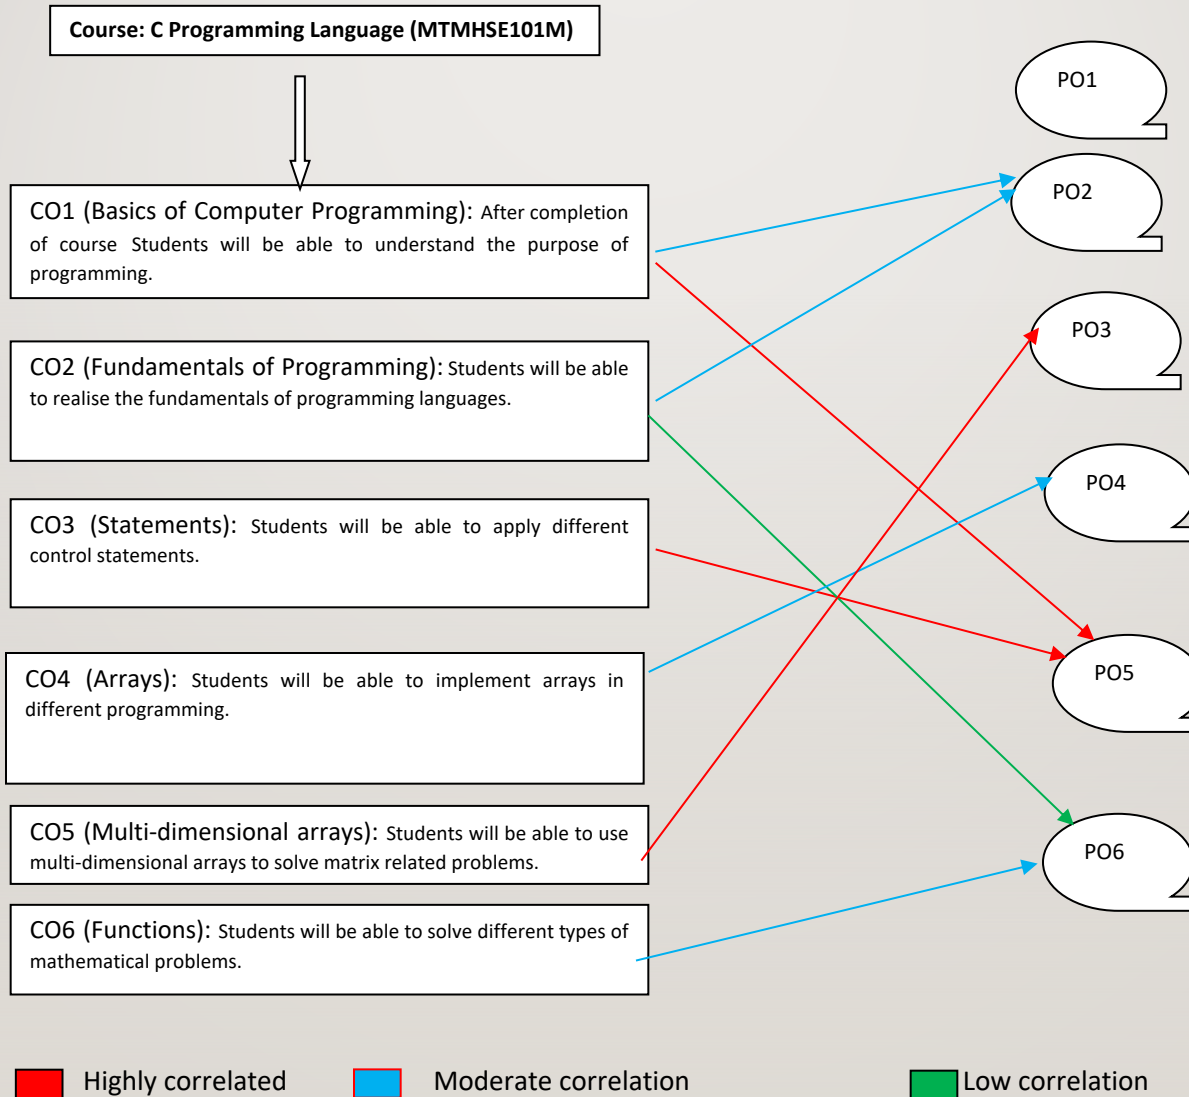 Course: C Programming Language (MTMHSE101M)
PO1
CO1 (Basics of Computer Programming): After completion
of course Students will be able to understand the purpose of
programming.
PO2
CO2 (Fundamentals of Programming): Students will be able
to realise the fundamentals of programming languages.
PO3
CO3 (Statements): Students will be able to apply different
control statements.
PO4
CO4 (Arrays): Students will be able to implement arrays in
different programming.
PO5
CO5 (Multi-dimensional arrays): Students will be able to use
multi-dimensional arrays to solve matrix related problems.
PO6
CO6 (Functions): Students will be able to solve different types of
mathematical problems.
Highly correlated
Moderate correlation
Low correlation